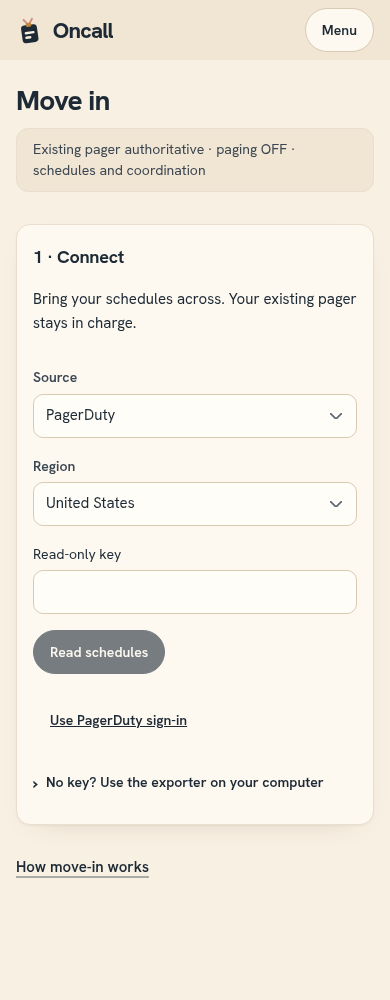 Oncall
Menu
Move in
Existing pager authoritative · paging OFF ·
schedules and coordination
1 · Connect
Bring your schedules across. Your existing pager
stays in charge.
Source
PagerDuty
Region
United States
Read-only key
Read schedules
Use PagerDuty sign-in
No key? Use the exporter on your computer
How move-in works